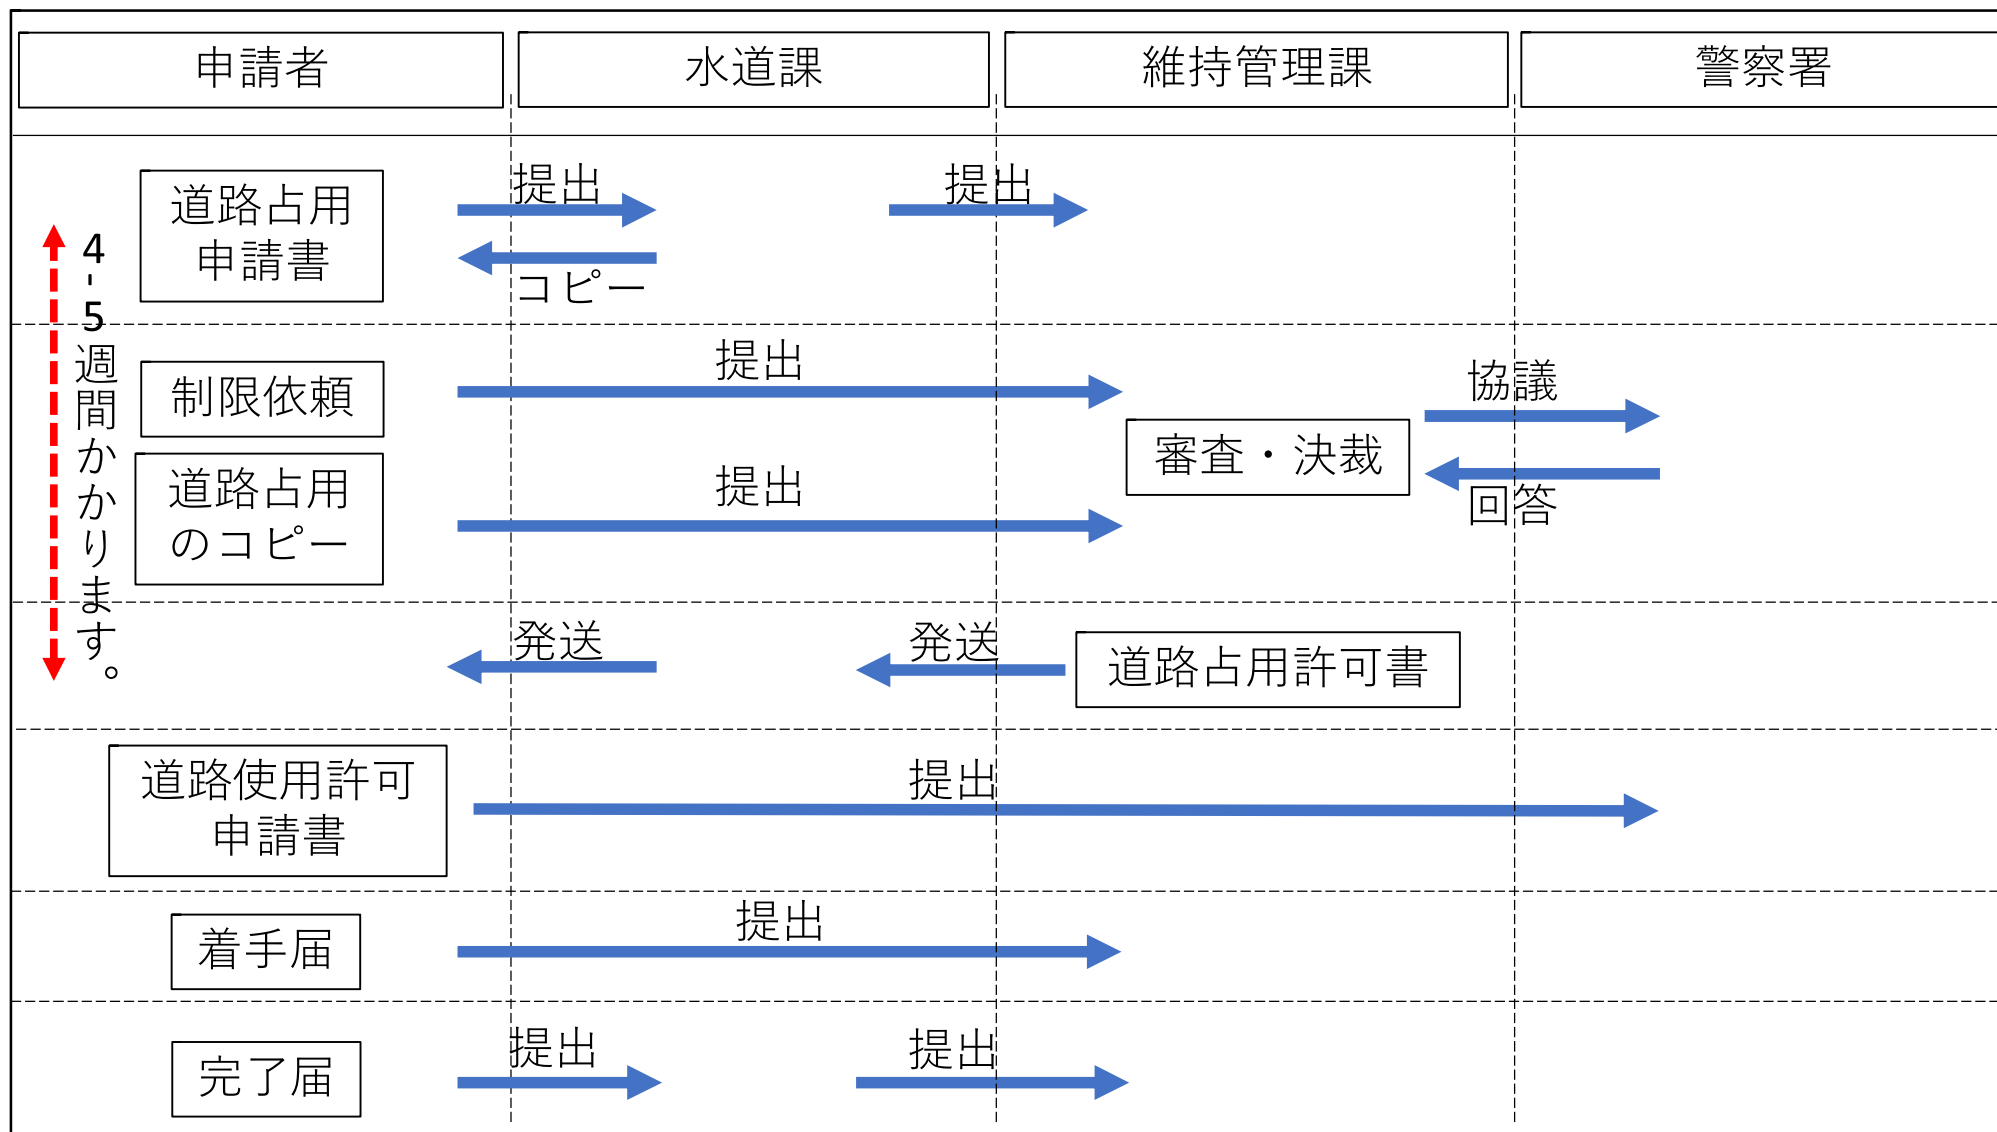 申請者
水道課
維持管理課
警察署
道路占用
申請書
提出
提出
コピー
4-5週間かかります。
制限依頼
提出
道路占用
のコピー
提出
審査・決裁
協議
回答
発送
発送
道路占用許可書
道路使用許可
申請書
提出
着手届
提出
完了届
提出
提出